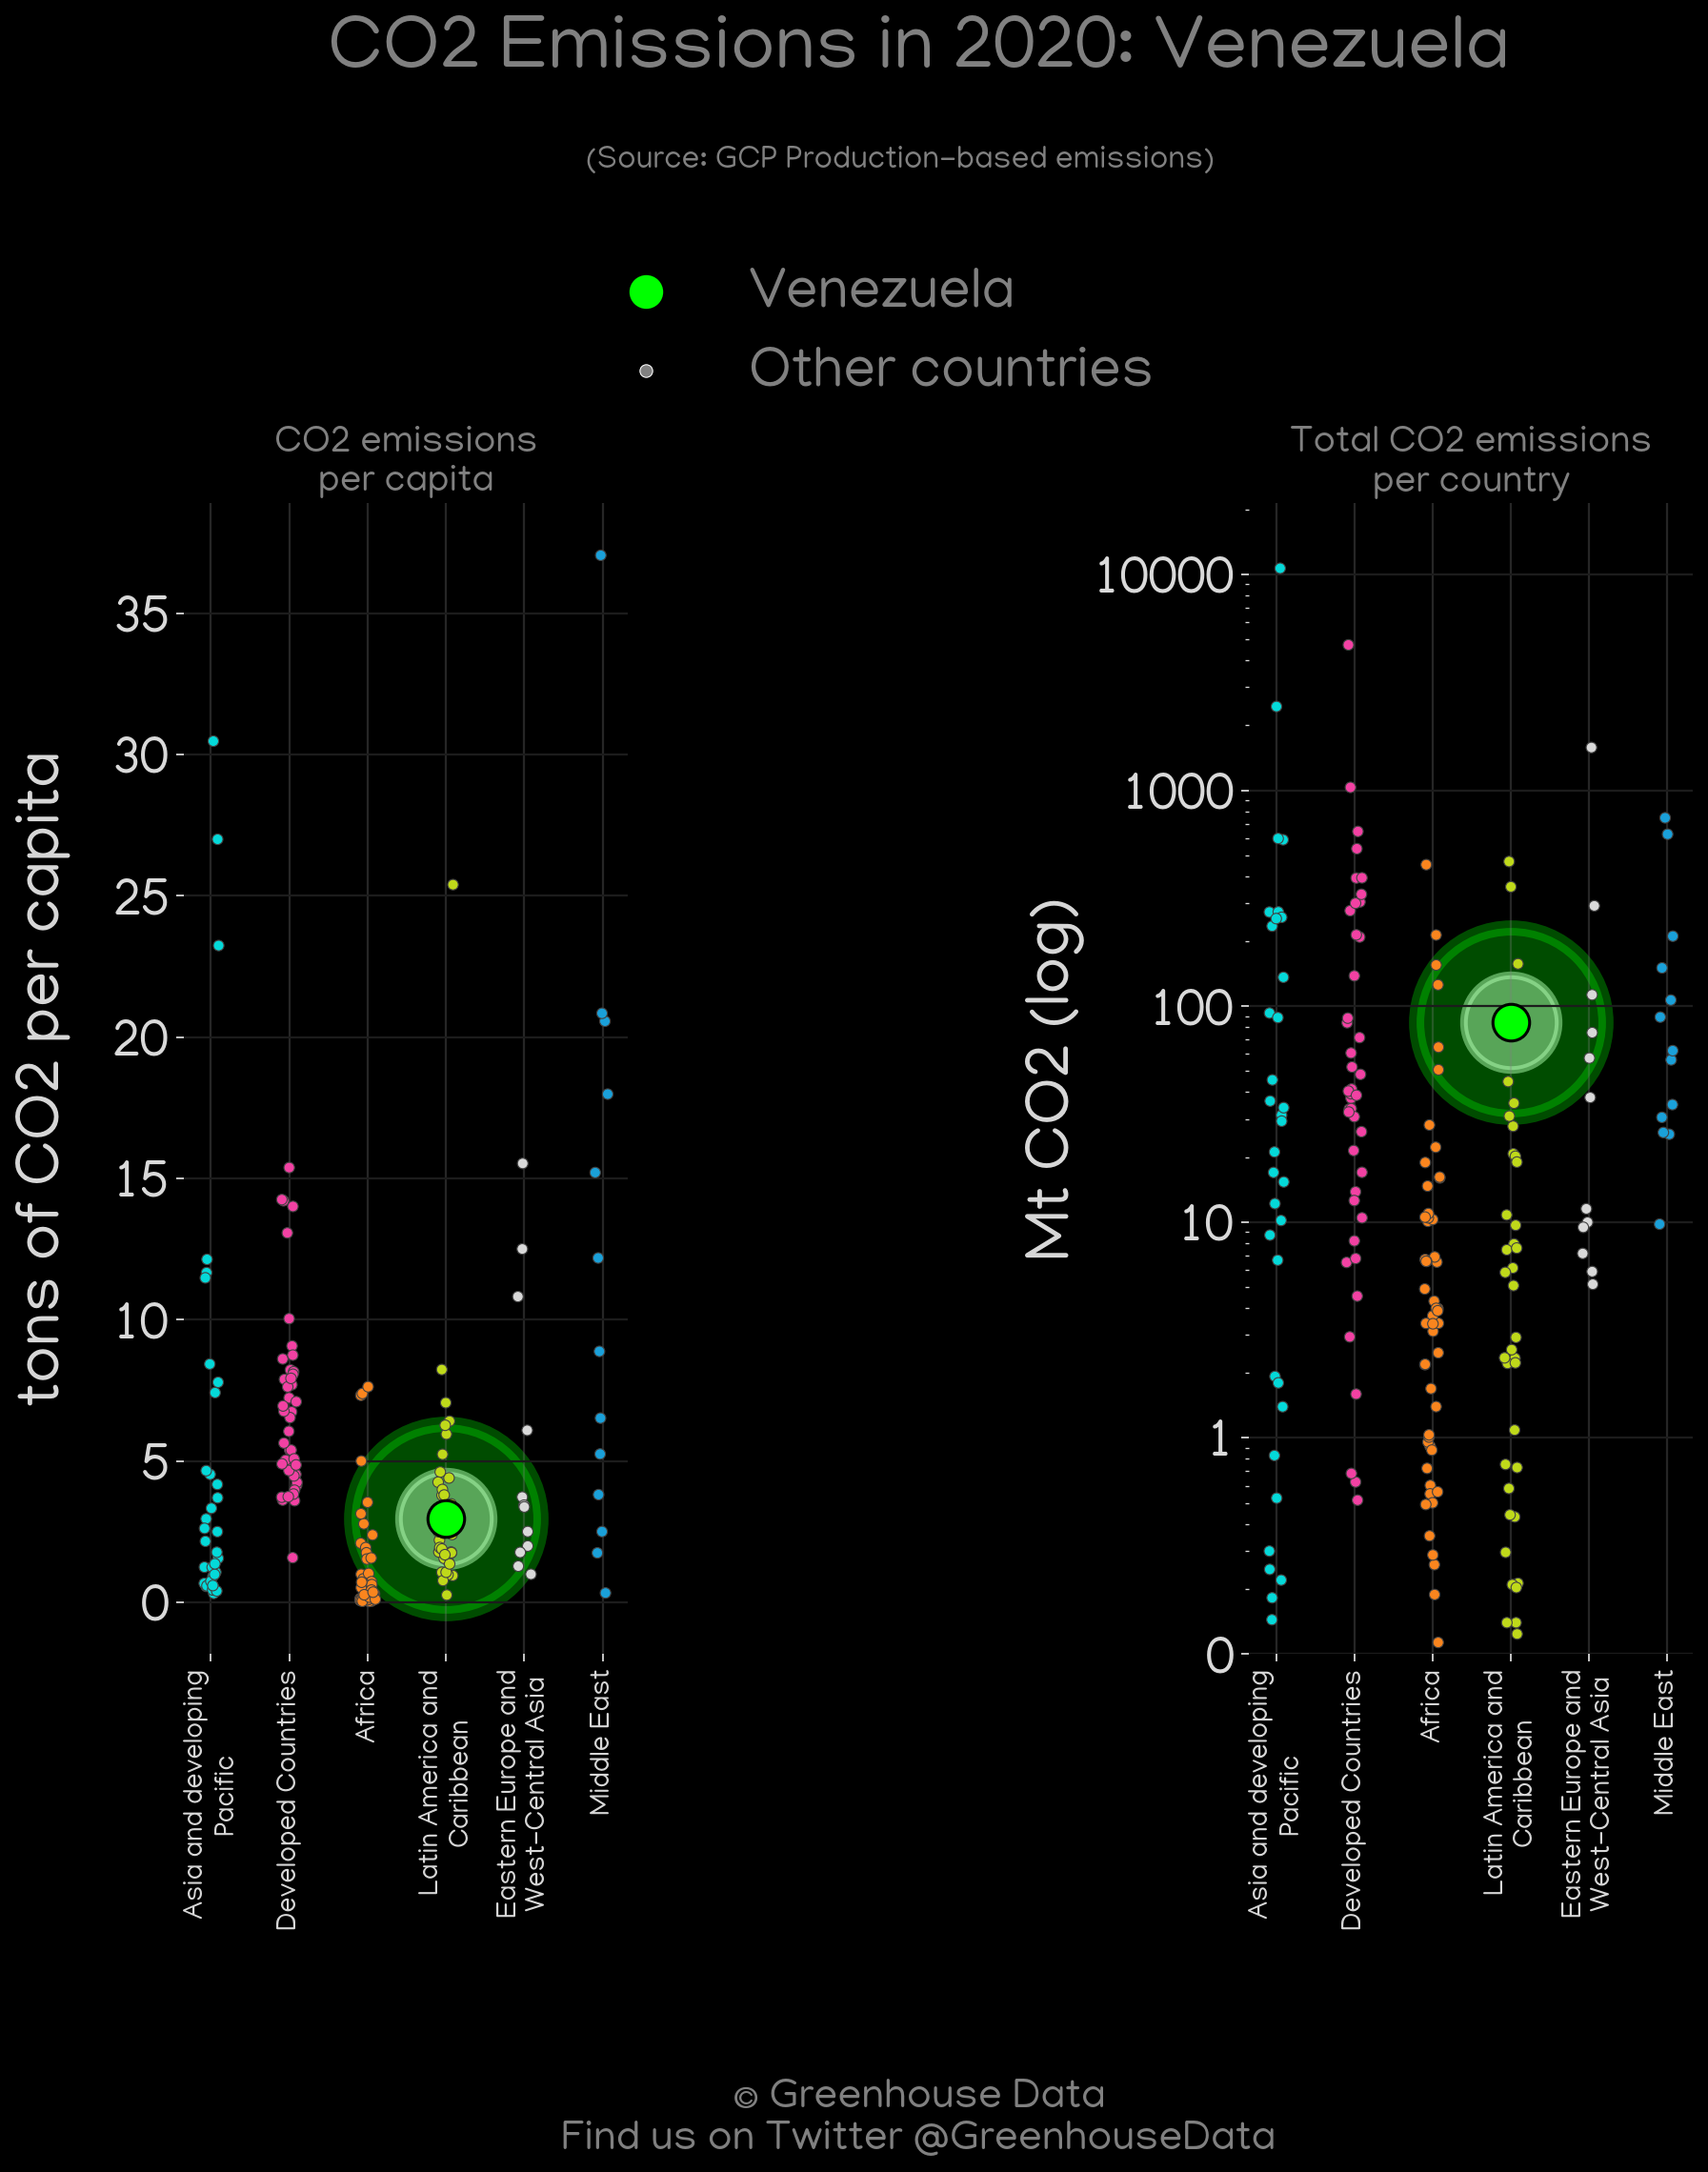 CO2 Emissions in 2020: Venezuela
(Source: GCP Production-based emissions)
Venezuela
Other countries
CO2 emissions
per capita
tons of CO2 per capita
35
30
25
20
15
10
5
0
Asia and developing
Pacific
Developed Countries
Africa
Latin America and
Caribbean
Eastern Europe and
West-Central Asia
Middle East
Total CO2 emissions
per country
Mt CO2 (log)
10000
1000
100
10
1
0
Asia and developing
Pacific
Developed Countries
Africa
Latin America and
Caribbean
Eastern Europe and
West-Central Asia
Middle East
© Greenhouse Data
Find us on Twitter @GreenhouseData